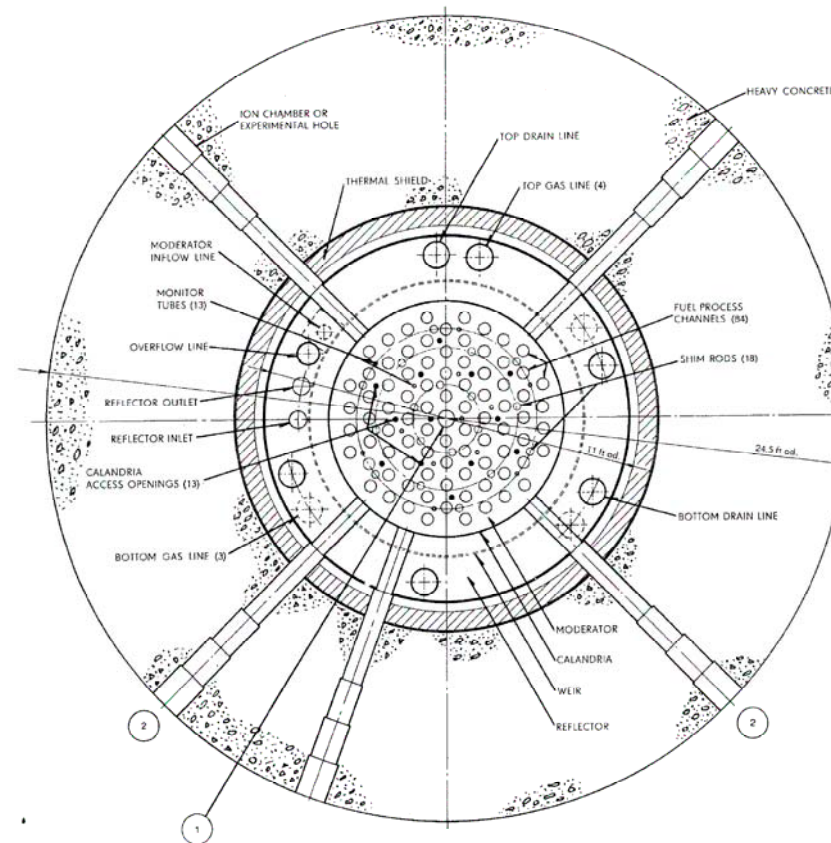 ION CHAMBER OR
EXPERIMENTAL HOLE
HEAVY CONCRETE
TOP DRAIN LINE
THERMAL SHIELD
TOP GAS LINE (4)
MODERATOR
INFLOW LINE
MONITOR
TUBES (13)
FUEL PROCESS
CHANNELS (84)
OVERFLOW LINE
SHIM RODS (18)
REFLECTOR OUTLET
REFLECTOR INLET
11 ft od
24.5 ft od.
CALANDRIA
ACCESS OPENINGS (13)
BOTTOM DRAIN LINE
BOTTOM GAS LINE (3)
MODERATOR
CALANDRIA
WEIR
REFLECTOR
2
2
1